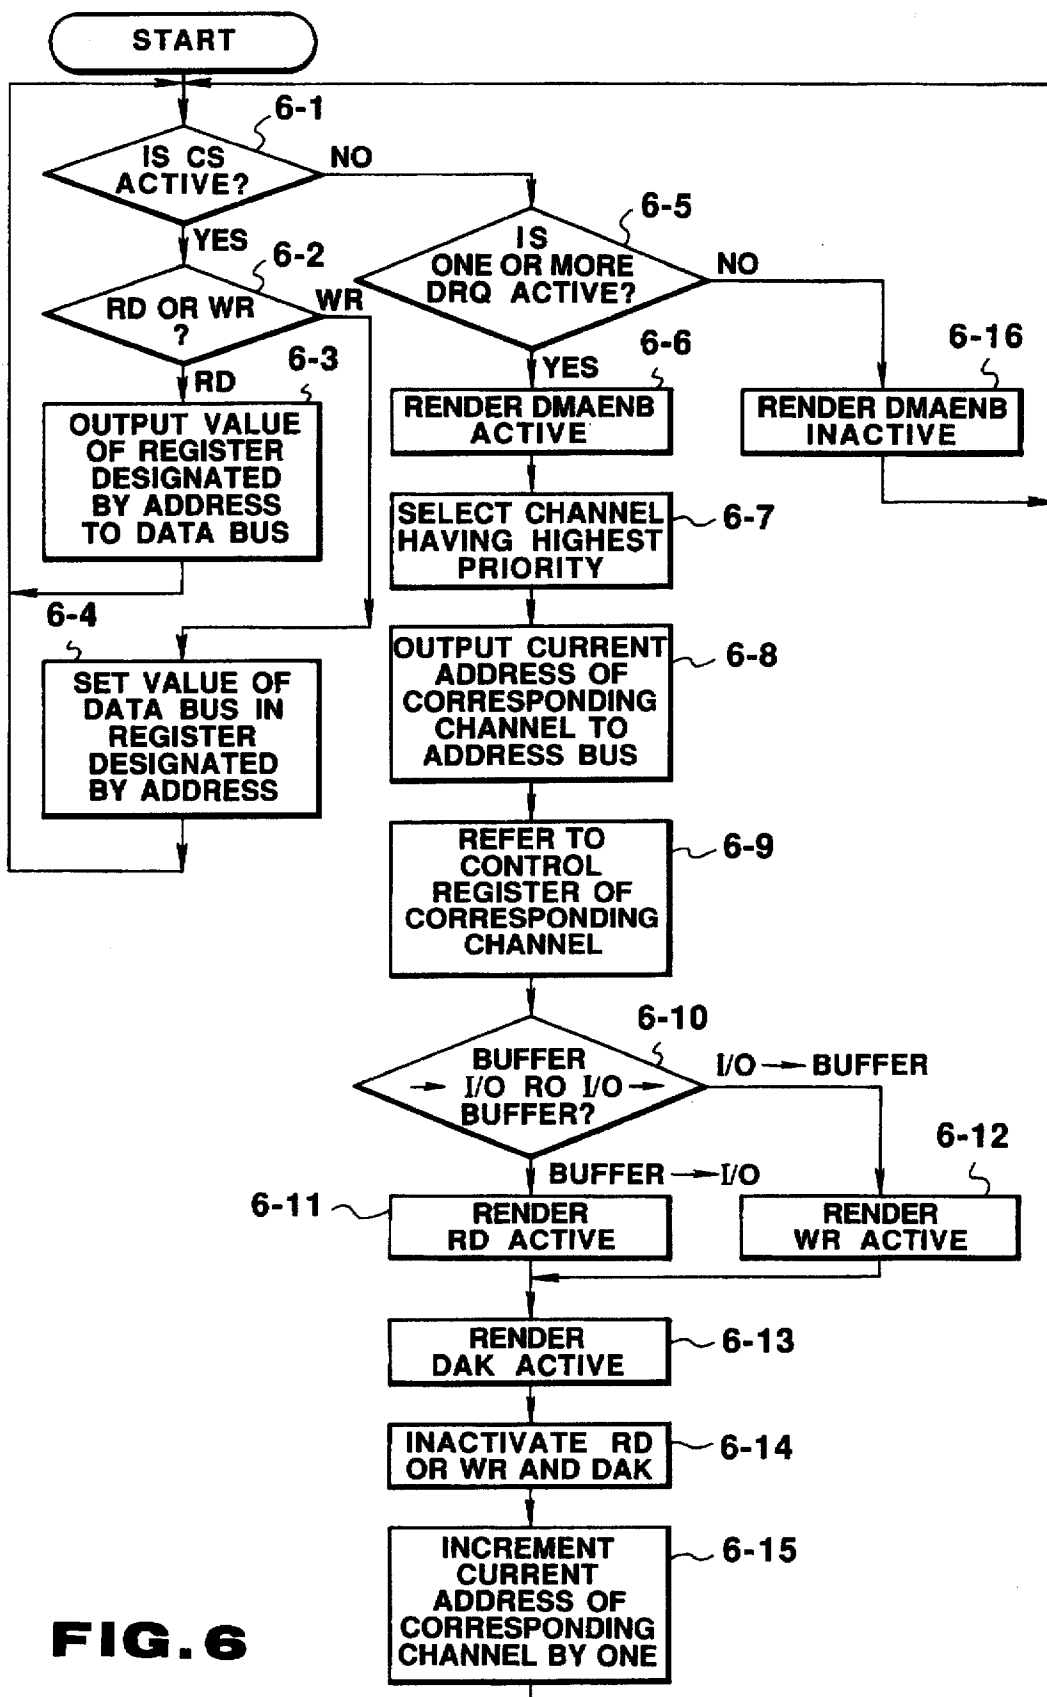 START
6-1
IS CS
ACTIVE?
NO
YES
6-2
RD OR WR
?
WR
RD
6-3
OUTPUT VALUE
OF REGISTER
DESIGNATED
BY ADDRESS
TO DATA BUS
6-4
SET VALUE OF
DATA BUS IN
REGISTER
DESIGNATED
BY ADDRESS
6-5
IS
ONE OR MORE
DRQ ACTIVE?
NO
YES
6-6
RENDER DMAENB
ACTIVE
6-16
RENDER DMAENB
INACTIVE
SELECT CHANNEL
HAVING HIGHEST
PRIORITY
6-7
OUTPUT CURRENT
ADDRESS OF
CORRESPONDING
CHANNEL TO
ADDRESS BUS
6-8
REFER TO
CONTROL
REGISTER OF
CORRESPONDING
CHANNEL
6-9
6-10
BUFFER
→ I/O RO I/O →
BUFFER?
I/O → BUFFER
BUFFER → I/O
6-11
RENDER
RD ACTIVE
6-12
RENDER
WR ACTIVE
RENDER
DAK ACTIVE
6-13
INACTIVATE RD
OR WR AND DAK
6-14
INCREMENT
CURRENT
ADDRESS OF
CORRESPONDING
CHANNEL BY ONE
6-15
FIG.6